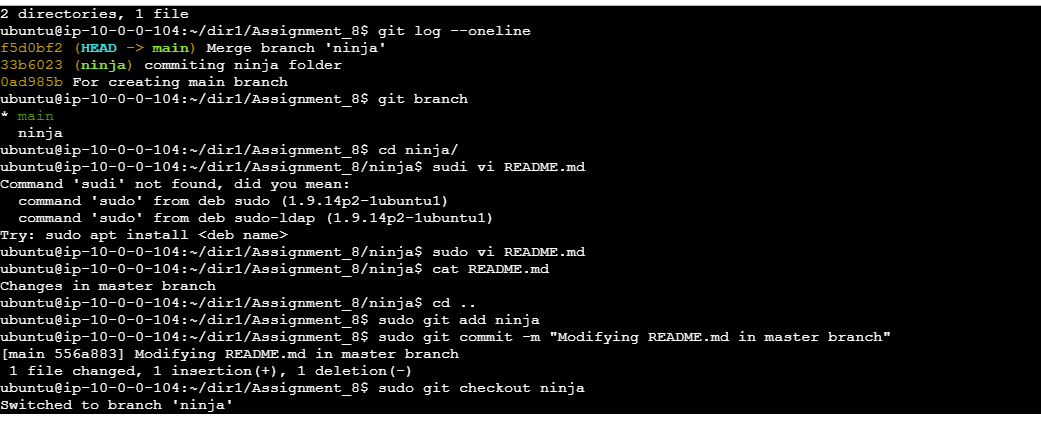 2 directories, 1 file
ubuntu@ip-10-0-0-104:~/dir1/Assignment_8$ git log --oneline
f5d0bf2 (HEAD -> main) Merge branch 'ninja'
33b6023 (ninja) commiting ninja folder
0ad985b For creating main branch
ubuntu@ip-10-0-0-104:~/dir1/Assignment_8$ git branch
* main
  ninja
ubuntu@ip-10-0-0-104:~/dir1/Assignment_8$ cd ninja/
ubuntu@ip-10-0-0-104:~/dir1/Assignment_8/ninja$ sudi vi README.md
Command 'sudi' not found, did you mean:
  command 'sudo' from deb sudo (1.9.14p2-1ubuntu1)
  command 'sudo' from deb sudo-ldap (1.9.14p2-1ubuntu1)
Try: sudo apt install <deb name>
ubuntu@ip-10-0-0-104:~/dir1/Assignment_8/ninja$ sudo vi README.md
ubuntu@ip-10-0-0-104:~/dir1/Assignment_8/ninja$ cat README.md
Changes in master branch
ubuntu@ip-10-0-0-104:~/dir1/Assignment_8/ninja$ cd ..
ubuntu@ip-10-0-0-104:~/dir1/Assignment_8$ sudo git add ninja
ubuntu@ip-10-0-0-104:~/dir1/Assignment_8$ sudo git commit -m "Modifying README.md in master branch"
[main 556a883] Modifying README.md in master branch
 1 file changed, 1 insertion(+), 1 deletion(-)
ubuntu@ip-10-0-0-104:~/dir1/Assignment_8$ sudo git checkout ninja
Switched to branch 'ninja'